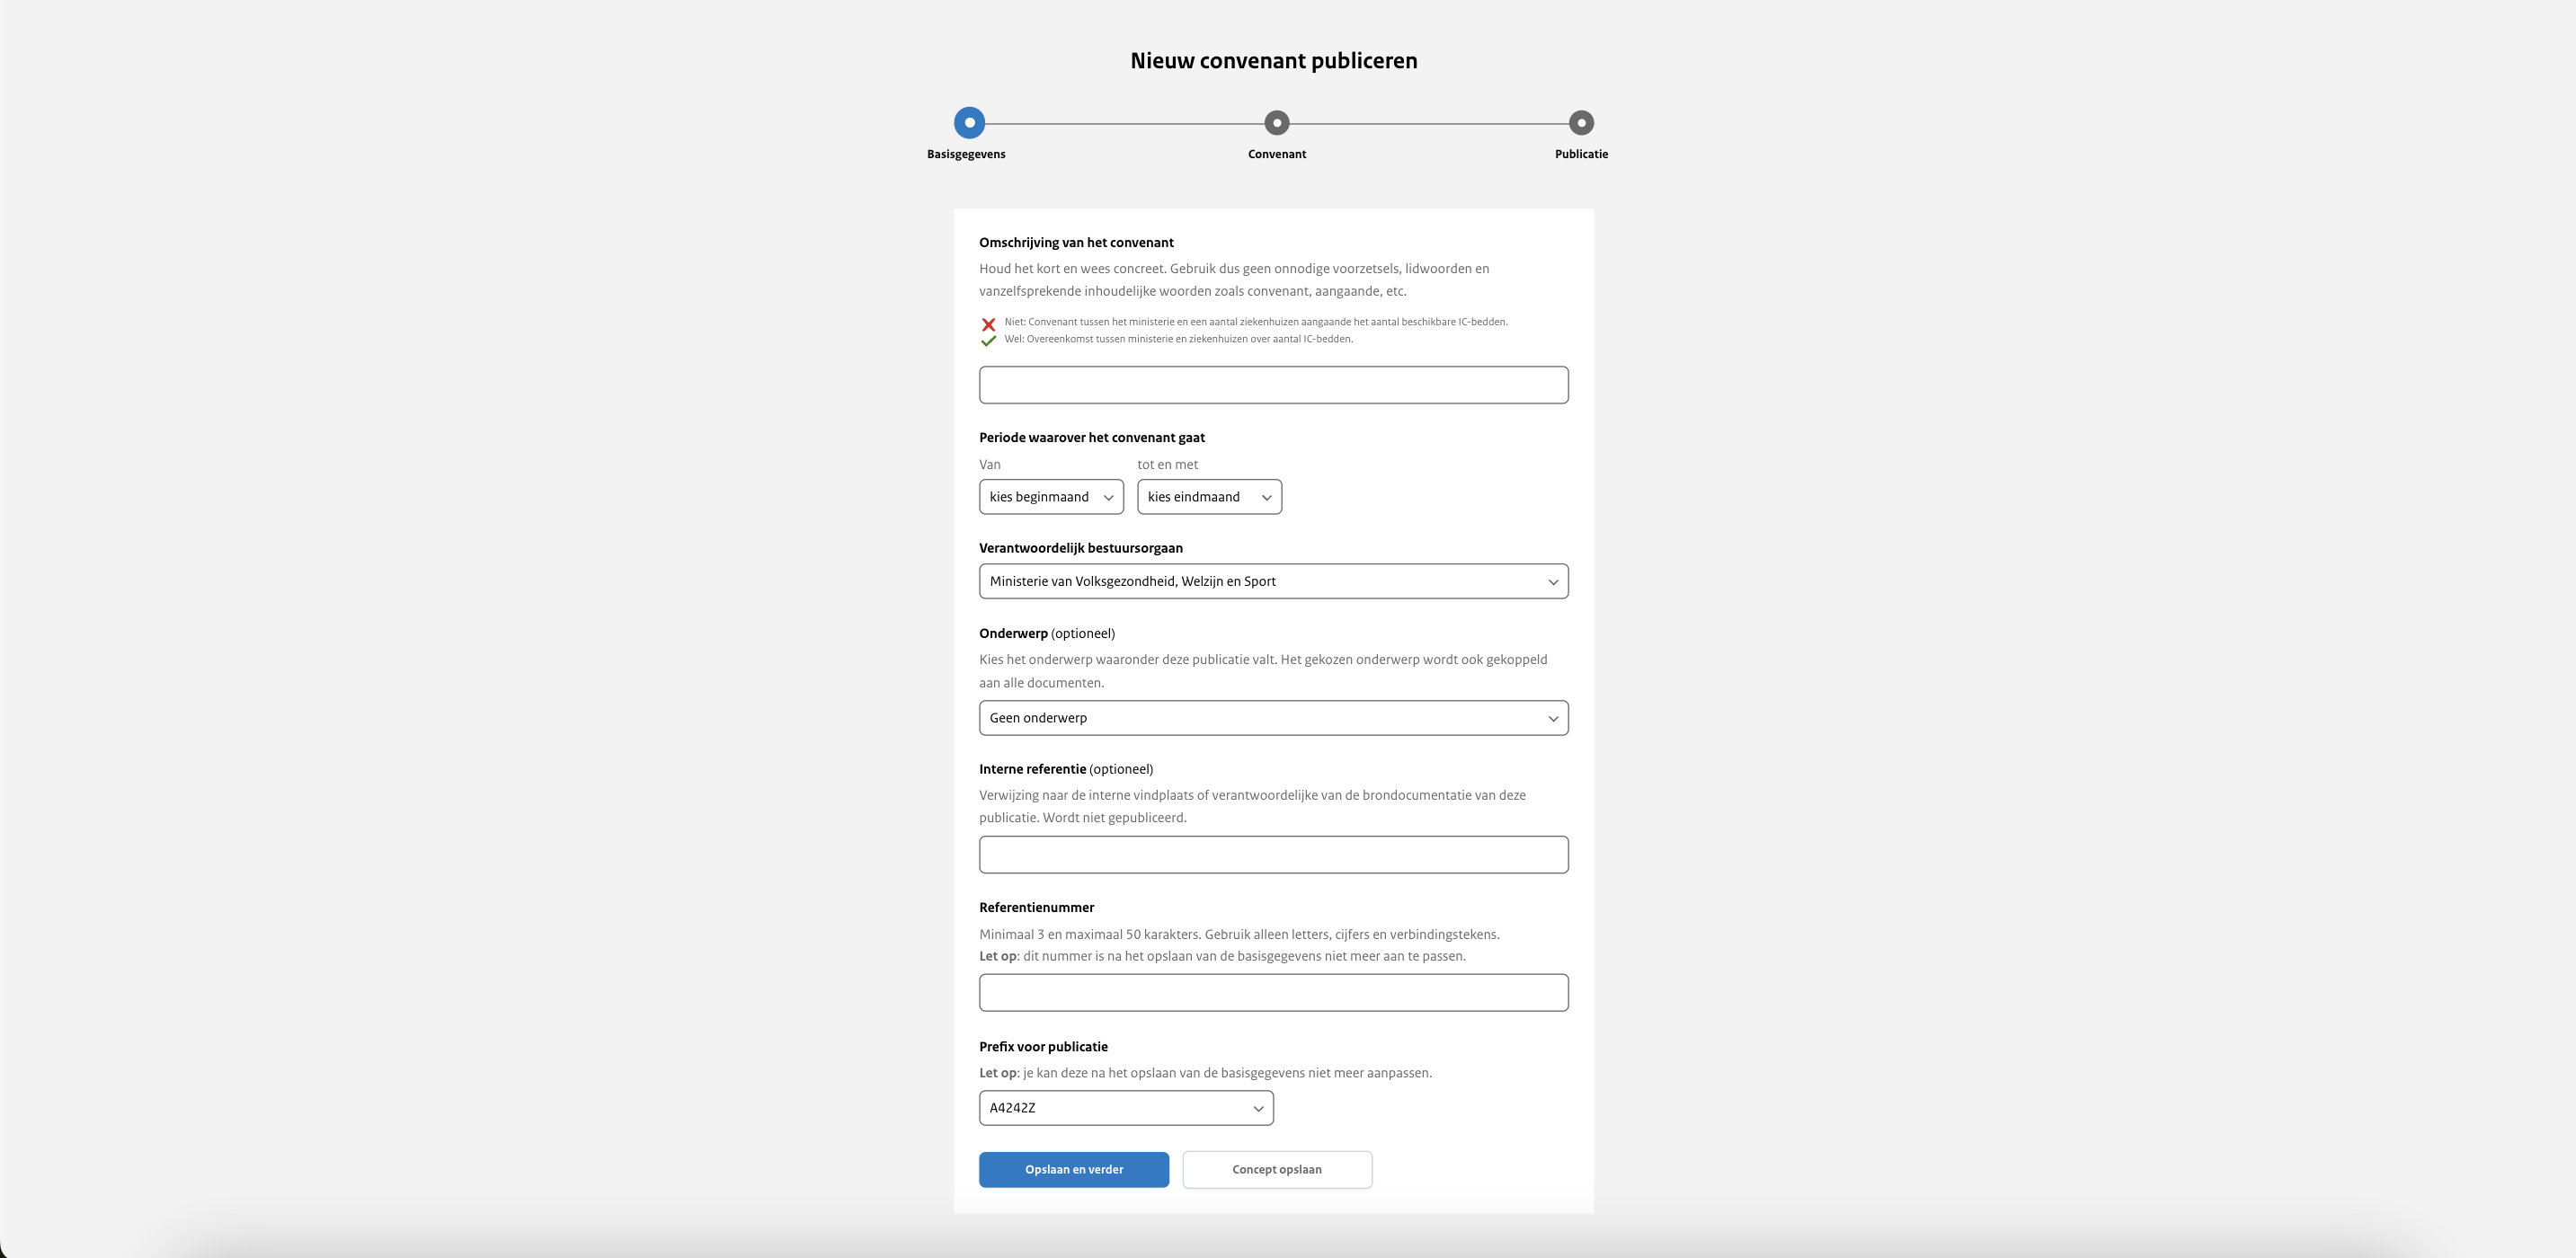 Nieuw convenant publiceren
Basisgegevens
Convenant
Publicatie
Omschrijving van het convenant
Houd het kort en wees concreet. Gebruik dus geen onnodige voorzetsels, lidwoorden en
vanzelfsprekende inhoudelijke woorden zoals convenant, aangaande, etc.
Niet: Convenant tussen het ministerie en een aantal ziekenhuizen aangaande het aantal beschikbare IC-bedden.
Wel: Overeenkomst tussen ministerie en ziekenhuizen over aantal IC-bedden.
Periode waarover het convenant gaat
Van
tot en met
kies beginmaand
kies eindmaand
Verantwoordelijk bestuursorgaan
Ministerie van Volksgezondheid, Welzijn en Sport
Onderwerp (optioneel)
Kies het onderwerp waaronder deze publicatie valt. Het gekozen onderwerp wordt ook gekoppeld
aan alle documenten.
Geen onderwerp
Interne referentie (optioneel)
Verwijzing naar de interne vindplaats of verantwoordelijke van de brondocumentatie van deze
publicatie. Wordt niet gepubliceerd.
Referentienummer
Minimaal 3 en maximaal 50 karakters. Gebruik alleen letters, cijfers en verbindingstekens.
Let op: dit nummer is na het opslaan van de basisgegevens niet meer aan te passen.
Prefix voor publicatie
Let op: je kan deze na het opslaan van de basisgegevens niet meer aanpassen.
A4242Z
Opslaan en verder
Concept opslaan